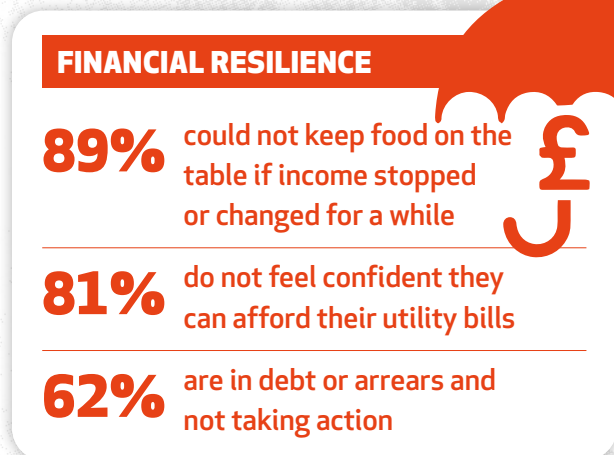 FINANCIAL RESILIENCE
89% could not keep food on the
table if income stopped
or changed for a while
£
81% do not feel confident they
can afford their utility bills
62% are in debt or arrears and
not taking action